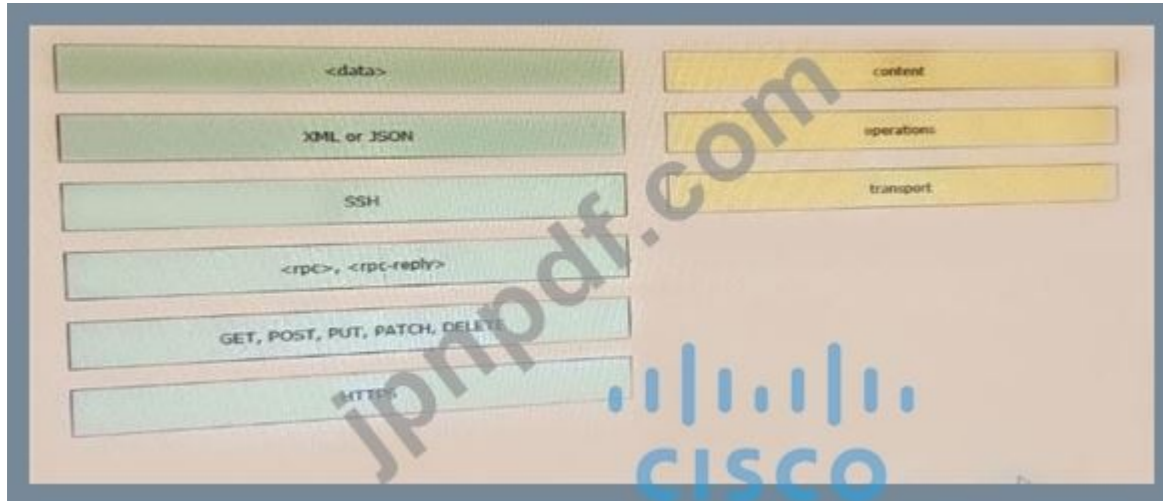 <data>
XML or JSON
SSH
<rpc>, <rpc-reply>
GET, POST, PUT, PATCH, DELETE
HTTPS
content
operations
transport
jpnpdf.com
CISCO